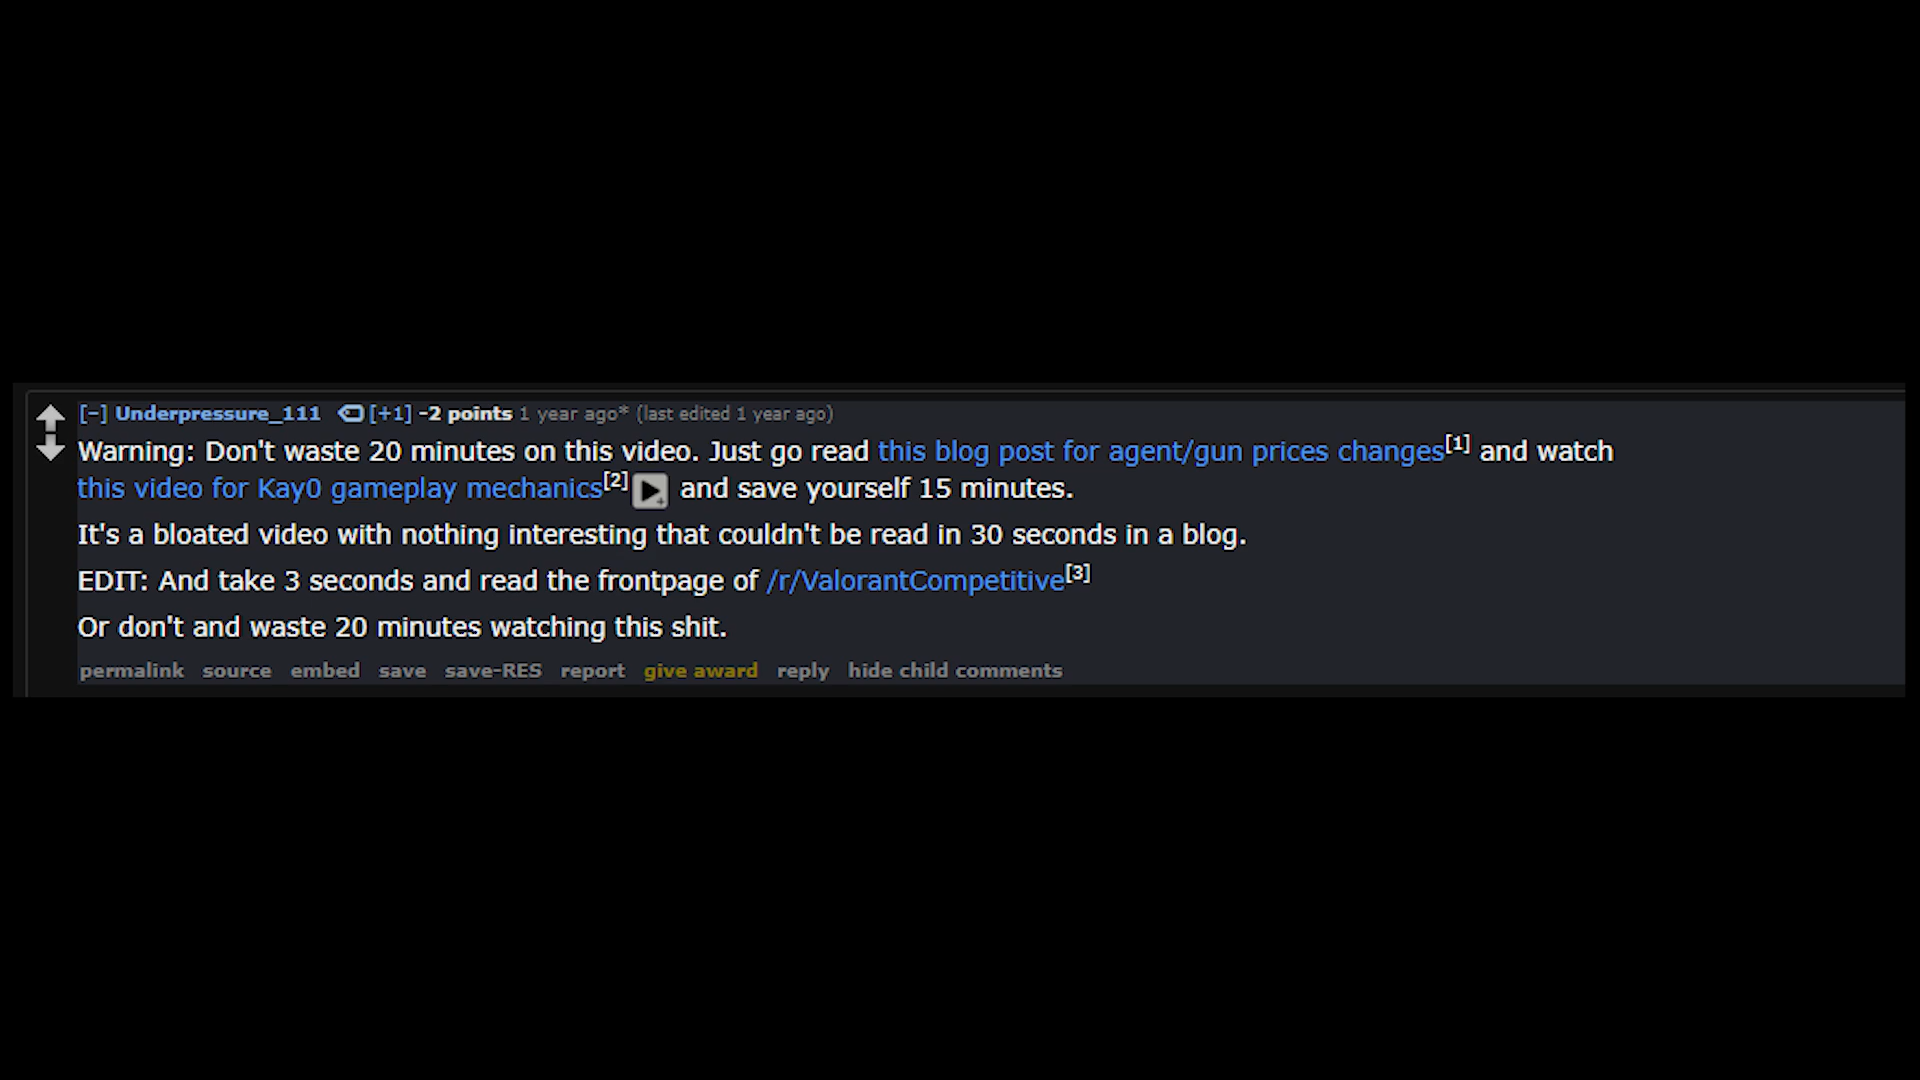 [-] Underpressure_111 [+1] -2 points 1 year ago* (last edited 1 year ago)
Warning: Don't waste 20 minutes on this video. Just go read this blog post for agent/gun prices changes[1] and watch
this video for Kay0 gameplay mechanics[2] and save yourself 15 minutes.
It's a bloated video with nothing interesting that couldn't be read in 30 seconds in a blog.
EDIT: And take 3 seconds and read the frontpage of /r/ValorantCompetitive[3]
Or don't and waste 20 minutes watching this shit.
permalink source embed save save-RES report give award reply hide child comments